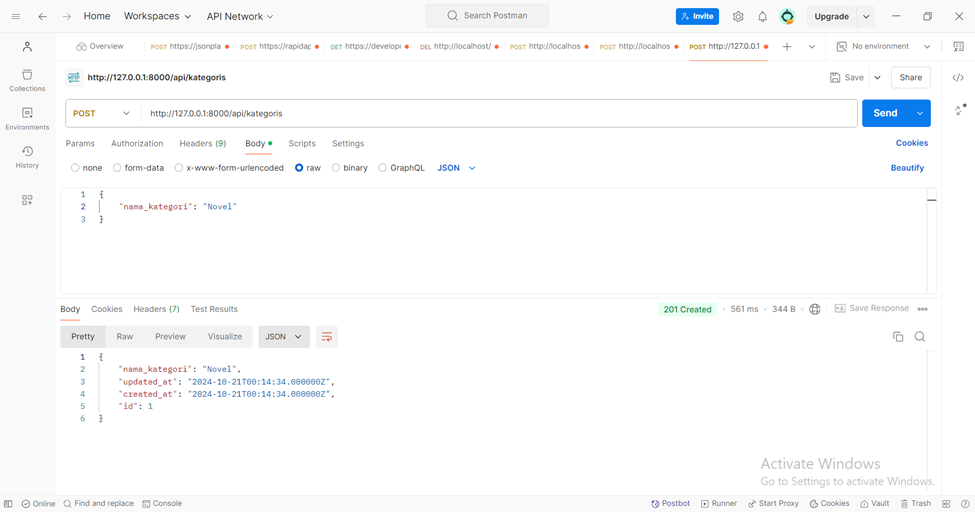 Home Workspaces API Network Search Postman Invite Upgrade
Overview POST https://jsonpla POST https://rapidap GET https://develope DEL http://localhost/ POST http://localhos POST http://localhos POST http://127.0.0.1 No environment
HTTP http://127.0.0.1:8000/api/kategoris Save Share
Collections
POST http://127.0.0.1:8000/api/kategoris Send
Environments
Params Authorization Headers (9) Body Scripts Settings Cookies
History
none form-data x-www-form-urlencoded raw binary GraphQL JSON Beautify
1 {
2 "nama_kategori": "Novel"
3 }
Body Cookies Headers (7) Test Results 201 Created 561 ms 344 B Save Response
Pretty Raw Preview Visualize JSON
1 {
2 "nama_kategori": "Novel",
3 "updated_at": "2024-10-21T00:14:34.000000Z",
4 "created_at": "2024-10-21T00:14:34.000000Z",
5 "id": 1
6 }
Activate Windows
Go to Settings to activate Windows.
Online Find and replace Console Postbot Runner Start Proxy Cookies Vault Trash